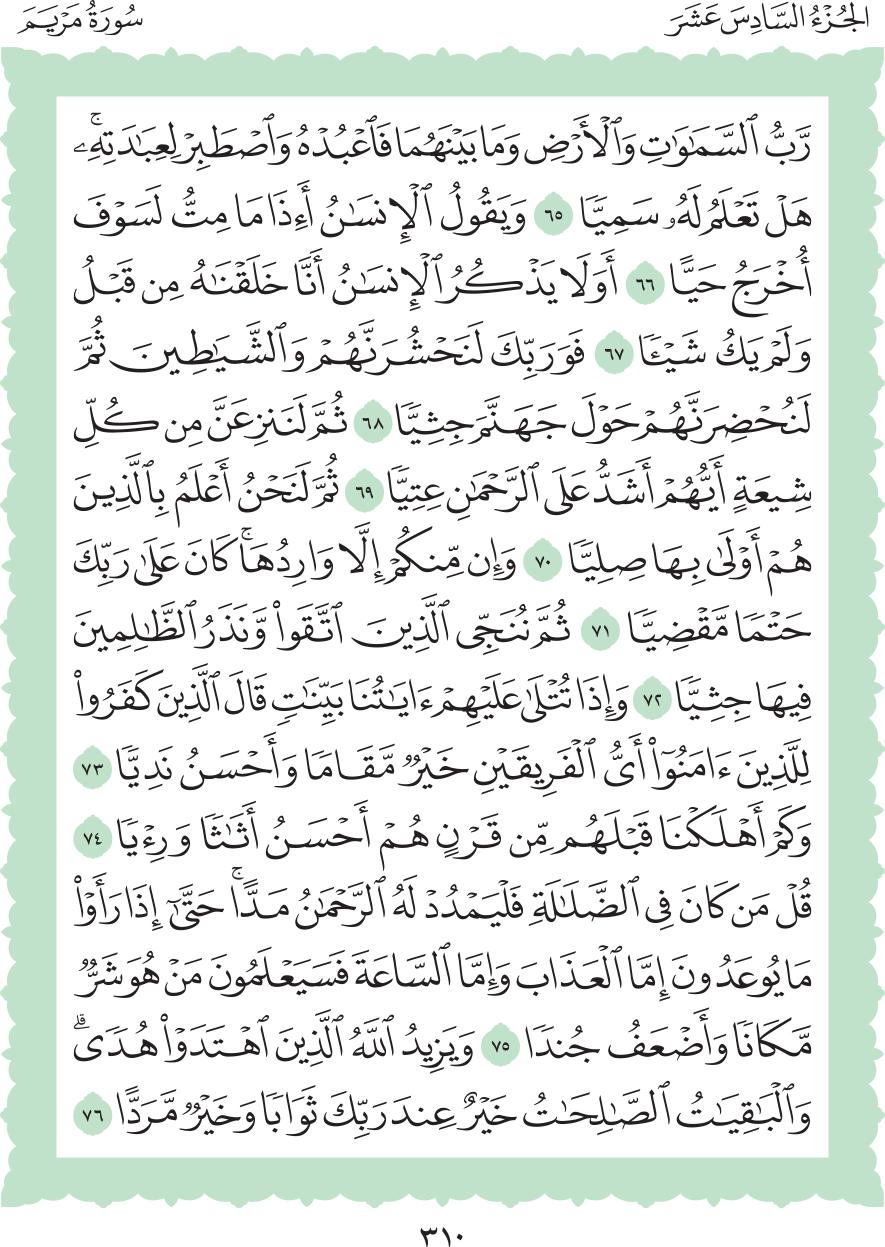 الجُزْءُ السَّادِسَ عَشَرَ
سُورَةُ مَرْيَمَ
رَّبُّ ٱلسَّمَٰوَٰتِ وَٱلْأَرْضِ وَمَا بَيْنَهُمَا فَٱعْبُدْهُ وَٱصْطَبِرْ لِعِبَٰدَتِهِۦۚ
هَلْ تَعْلَمُ لَهُۥ سَمِيًّا ٦٥ وَيَقُولُ ٱلْإِنسَٰنُ أَءِذَا مَا مِتُّ لَسَوْفَ
أُخْرَجُ حَيًّا ٦٦ أَوَلَا يَذْكُرُ ٱلْإِنسَٰنُ أَنَّا خَلَقْنَٰهُ مِن قَبْلُ
وَلَمْ يَكُ شَيْـًٔا ٦٧ فَوَرَبِّكَ لَنَحْشُرَنَّهُمْ وَٱلشَّيَٰطِينَ ثُمَّ
لَنُحْضِرَنَّهُمْ حَوْلَ جَهَنَّمَ جِثِيًّا ٦٨ ثُمَّ لَنَنزِعَنَّ مِن كُلِّ
شِيعَةٍ أَيُّهُمْ أَشَدُّ عَلَى ٱلرَّحْمَٰنِ عِتِيًّا ٦٩ ثُمَّ لَنَحْنُ أَعْلَمُ بِٱلَّذِينَ
هُمْ أَوْلَىٰ بِهَا صِلِيًّا ٧٠ وَإِن مِّنكُمْ إِلَّا وَارِدُهَاۚ كَانَ عَلَىٰ رَبِّكَ
حَتْمًا مَّقْضِيًّا ٧١ ثُمَّ نُنَجِّى ٱلَّذِينَ ٱتَّقَوا۟ وَّنَذَرُ ٱلظَّٰلِمِينَ
فِيهَا جِثِيًّا ٧٢ وَإِذَا تُتْلَىٰ عَلَيْهِمْ ءَايَٰتُنَا بَيِّنَٰتٍ قَالَ ٱلَّذِينَ كَفَرُوا۟
لِلَّذِينَ ءَامَنُوٓا۟ أَىُّ ٱلْفَرِيقَيْنِ خَيْرٌ مَّقَامًا وَأَحْسَنُ نَدِيًّا ٧٣
وَكَمْ أَهْلَكْنَا قَبْلَهُم مِّن قَرْنٍ هُمْ أَحْسَنُ أَثَٰثًا وَرِءْيًا ٧٤
قُلْ مَن كَانَ فِى ٱلضَّلَٰلَةِ فَلْيَمْدُدْ لَهُ ٱلرَّحْمَٰنُ مَدًّاۚ حَتَّىٰٓ إِذَا رَأَوْا۟
مَا يُوعَدُونَ إِمَّا ٱلْعَذَابَ وَإِمَّا ٱلسَّاعَةَ فَسَيَعْلَمُونَ مَنْ هُوَ شَرٌّ
مَّكَانًا وَأَضْعَفُ جُندًا ٧٥ وَيَزِيدُ ٱللَّهُ ٱلَّذِينَ ٱهْتَدَوْا۟ هُدًىۗ
وَٱلْبَٰقِيَٰتُ ٱلصَّٰلِحَٰتُ خَيْرٌ عِندَ رَبِّكَ ثَوَابًا وَخَيْرٌ مَّرَدًّا ٧٦
٣١٠